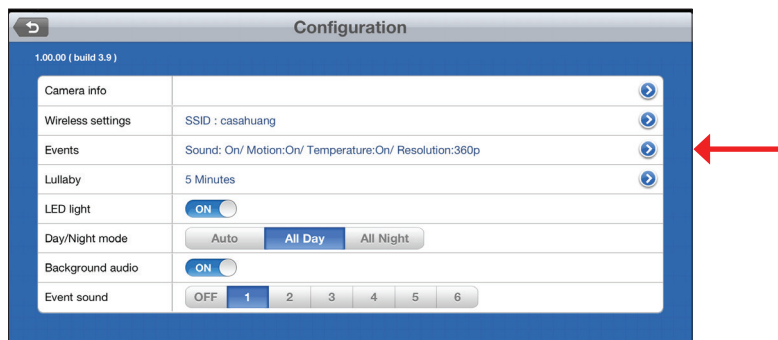 Configuration
1.00.00 ( build 3.9 )
Camera info
Wireless settings SSID : casahuang
Events Sound: On/ Motion:On/ Temperature:On/ Resolution:360p
Lullaby 5 Minutes
LED light ON
Day/Night mode Auto All Day All Night
Background audio ON
Event sound OFF 1 2 3 4 5 6